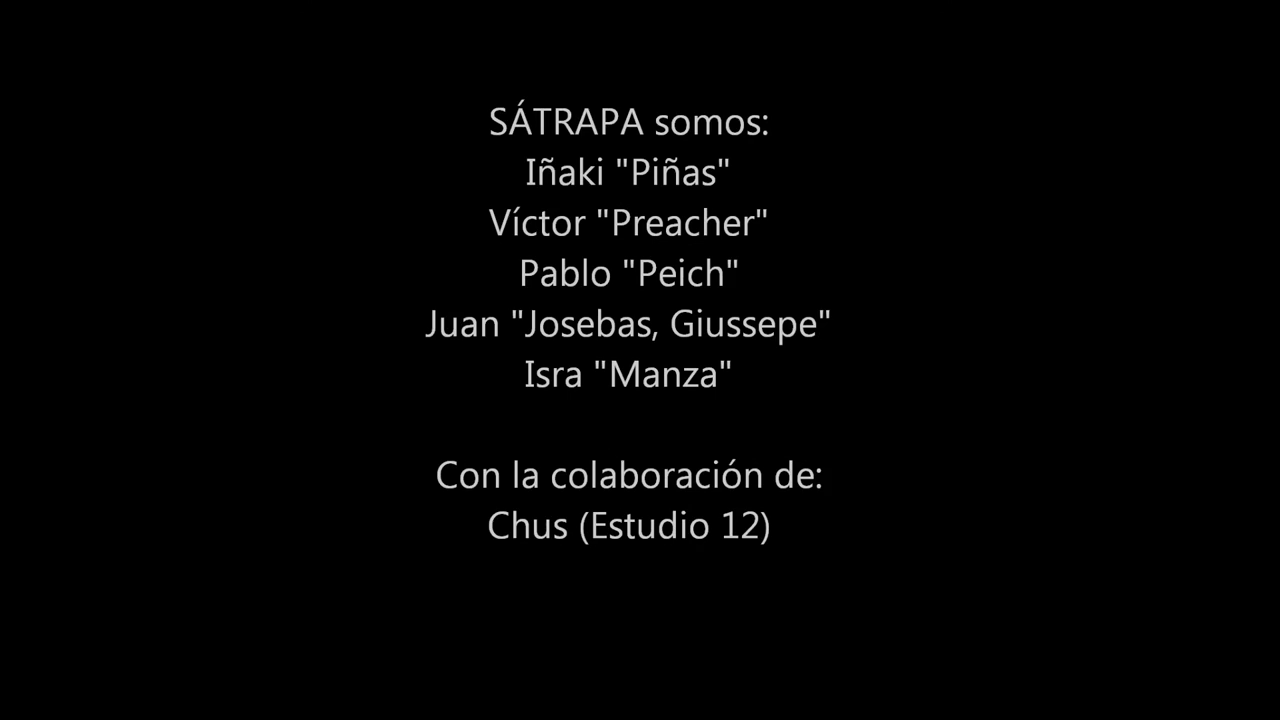 SÁTRAPA somos:
Iñaki "Piñas"
Víctor "Preacher"
Pablo "Peich"
Juan "Josebas, Giussepe"
Isra "Manza"
Con la colaboración de:
Chus (Estudio 12)